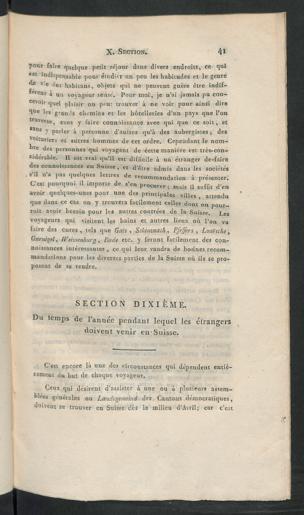 X. Section. 41
pour faire quelque petit séjour dans divers endroits, ce qui
est indispensable pour étudier un peu les habitudes et le genre
de vie des habitans, objets qui ne peuvent guère être indif-
férens à un voyageur sensé. Pour moi, je n'ai jamais pu con-
cevoir quel plaisir on peut trouver à ne voir pour ainsi dire
que les grands chemins et les hôtelleries d'un pays que l'on
traverse, sans y faire connaissance avec qui que ce soit, et
sans y parler à personne d'autres qu'à des aubergistes, des
voituriers et autres hommes de cet ordre. Cependant le nom-
bre des personnes qui voyagent de cette manière est très-con-
sidérable. Il est vrai qu'il est difficile à un étranger de faire
des connoissances en Suisse, et d'être admis dans les sociétés
s'il n'a pas quelques lettres de recommandation à présenter.
C'est pourquoi il importe de s'en procurer; mais il suffit d'en
avoir quelques-unes pour une des principales villes, attendu
que dans ce cas on y trouvera facilement celles dont on pour-
roit avoir besoin pour les autres contrées de la Suisse. Les
voyageurs qui visitent les bains et autres lieux où l'on va
faire des cures, tels que Gais, Schinznach, Pfeffers, Louësche,
Gurnigel, Weissenburg, Bade etc. y feront facilement des con-
noissances intéressantes, ce qui leur vaudra de bonnes recom-
mandations pour les diverses parties de la Suisse où ils se pro-
posent de se rendre.
SECTION DIXIÈME.
Du temps de l'année pendant lequel les étrangers
doivent venir en Suisse.
C'est encore là une des circonstances qui dépendent entiè-
rement du but de chaque voyageur.
Ceux qui désirent d'assister à une ou à plusieurs assem-
blées générales ou Landsgemeind des Cantons démocratiques,
doivent se trouver en Suisse dès le milieu d'Avril; car c'est